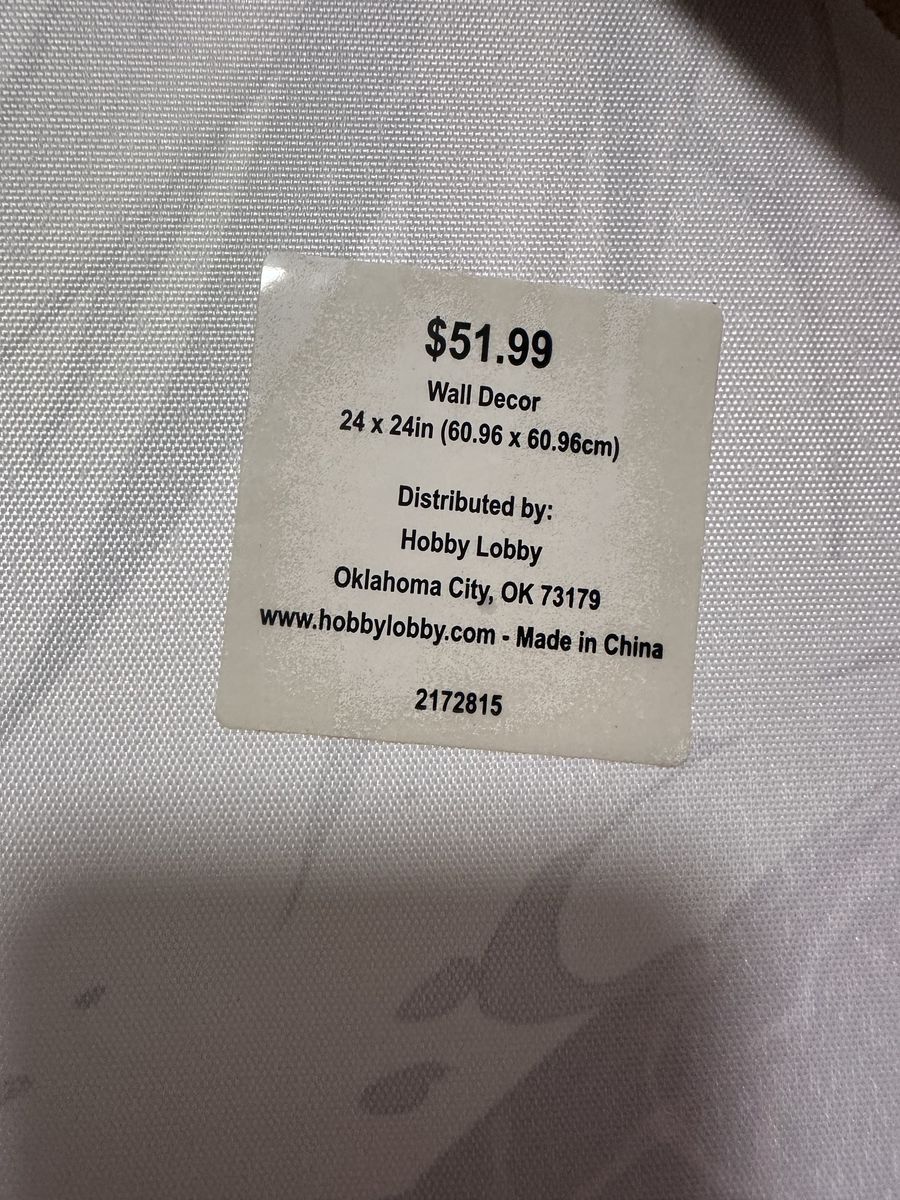 $51.99
Wall Decor
24 x 24in (60.96 x 60.96cm)
Distributed by:
Hobby Lobby
Oklahoma City, OK 73179
www.hobbylobby.com - Made in China
2172815